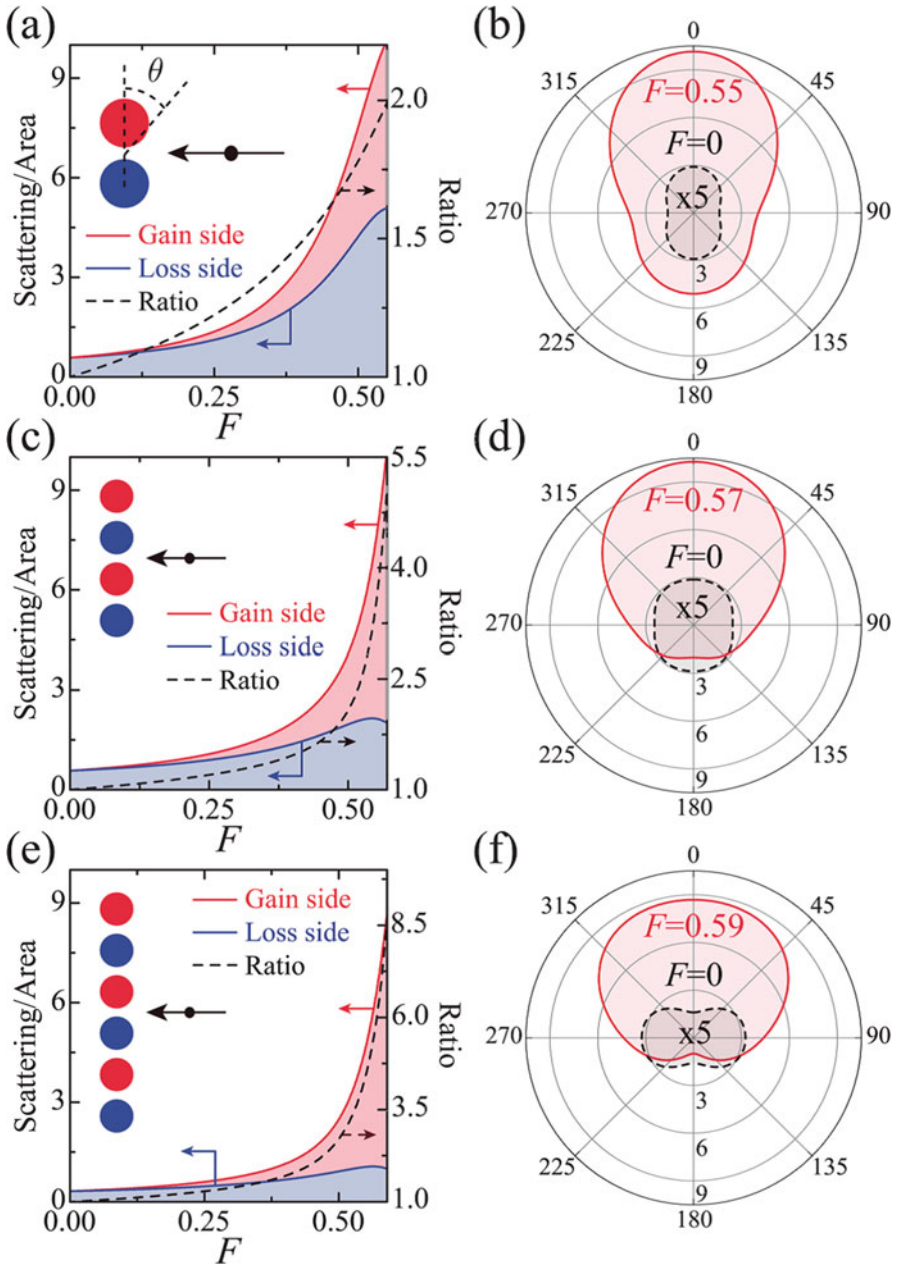 (a)
Scattering/Area
9
6
3
0
θ
Gain side
Loss side
Ratio
2.0
1.5
1.0
Ratio
0.00
0.25
0.50
F
(b)
0
45
90
135
180
225
270
315
F=0.55
F=0
x5
3
6
9
(c)
Scattering/Area
9
6
3
0
Gain side
Loss side
Ratio
5.5
4.0
2.5
1.0
Ratio
0.00
0.25
0.50
F
(d)
0
45
90
135
180
225
270
315
F=0.57
F=0
x5
3
6
9
(e)
Scattering/Area
9
6
3
0
Gain side
Loss side
Ratio
8.5
6.0
3.5
1.0
Ratio
0.00
0.25
0.50
F
(f)
0
45
90
135
180
225
270
315
F=0.59
F=0
x5
3
6
9